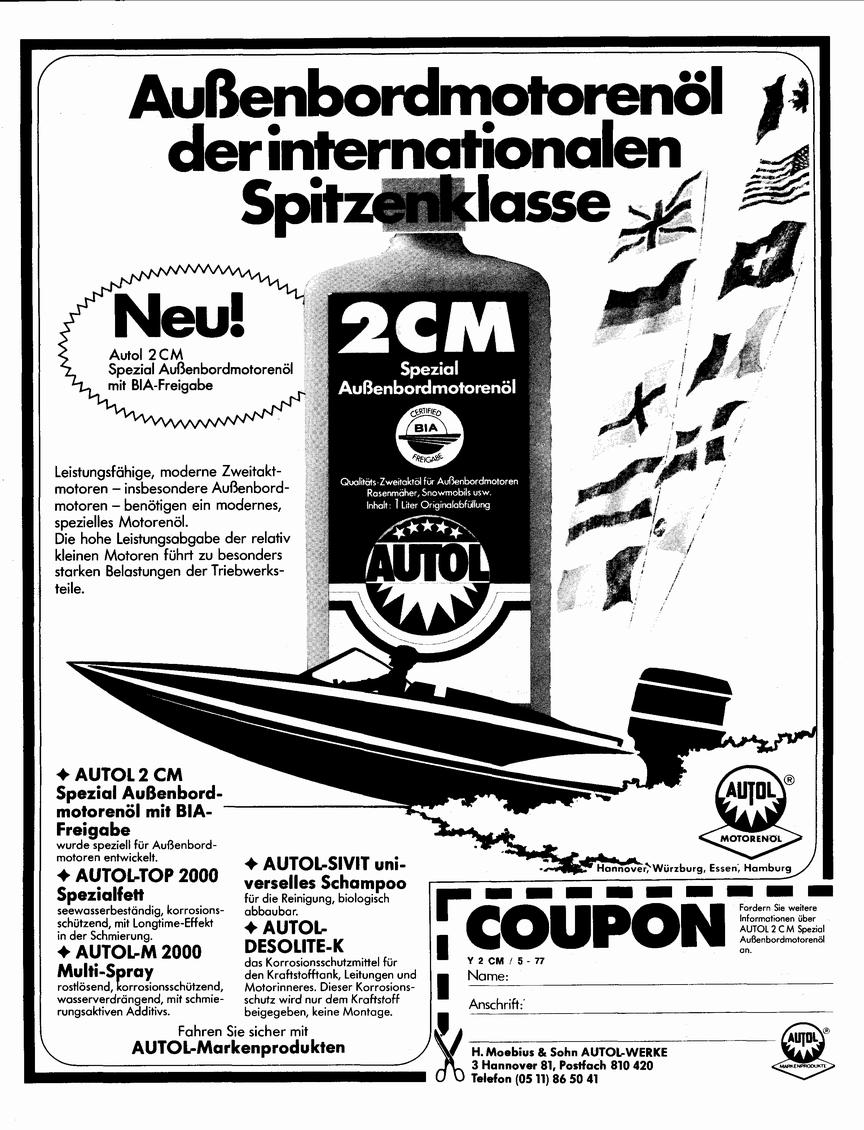 Außenbordmotorenöl
der internationalen
Spitzenklasse
Neu!
Autol 2 CM
Spezial Außenbordmotorenöl
mit BIA-Freigabe
2CM
Spezial
Außenbordmotorenöl
CERTIFIED
BIA
FREIGABE
Qualitäts-Zweitaktöl für Außenbordmotoren
Rasenmäher, Snowmobils usw.
Inhalt: 1 Liter Originalabfüllung
AUTOL
Leistungsfähige, moderne Zweitakt-
motoren – insbesondere Außenbord-
motoren – benötigen ein modernes,
spezielles Motorenöl.
Die hohe Leistungsabgabe der relativ
kleinen Motoren führt zu besonders
starken Belastungen der Triebwerks-
teile.
✦ AUTOL 2 CM
Spezial Außenbord-
motorenöl mit BIA-
Freigabe
wurde speziell für Außenbord-
motoren entwickelt.
✦ AUTOL-TOP 2000
Spezialfett
seewasserbeständig, korrosions-
schützend, mit Longtime-Effekt
in der Schmierung.
✦ AUTOL-M 2000
Multi-Spray
rostlösend, korrosionsschützend,
wasserverdrängend, mit schmie-
rungsaktiven Additivs.
✦ AUTOL-SIVIT uni-
verselles Schampoo
für die Reinigung, biologisch
abbaubar.
✦ AUTOL-
DESOLITE-K
das Korrosionsschutzmittel für
den Kraftstofftank, Leitungen und
Motorinneres. Dieser Korrosions-
schutz wird nur dem Kraftstoff
beigegeben, keine Montage.
Fahren Sie sicher mit
AUTOL-Markenprodukten
AUTOL ®
MOTORENÖL
Hannover, Würzburg, Essen, Hamburg
COUPON
Fordern Sie weitere
Informationen über
AUTOL 2 C M Spezial
Außenbordmotorenöl
an.
Y 2 CM / 5 - 77
Name:
Anschrift:
H. Moebius & Sohn AUTOL-WERKE
3 Hannover 81, Postfach 810 420
Telefon (05 11) 86 50 41
AUTOL ®
MARKENPRODUKTE